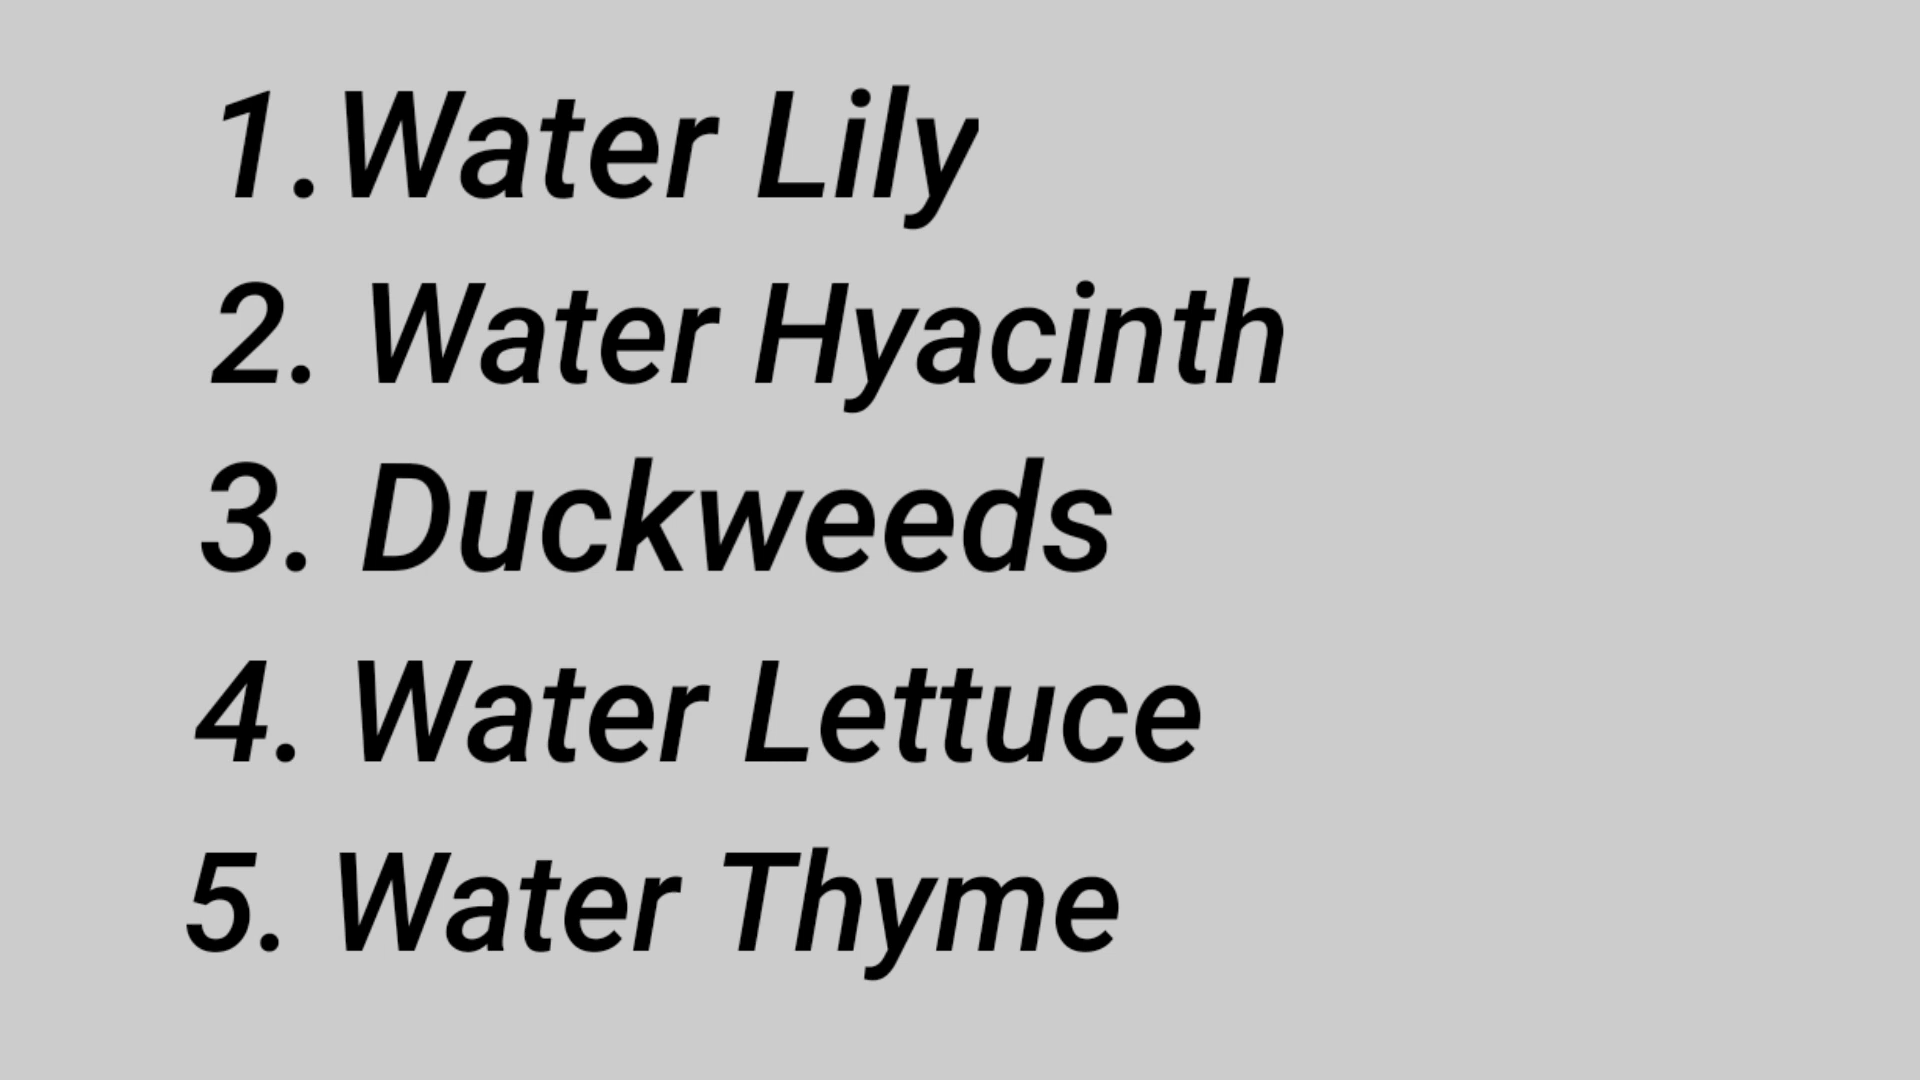 1.Water Lily
2. Water Hyacinth
3. Duckweeds
4. Water Lettuce
5. Water Thyme